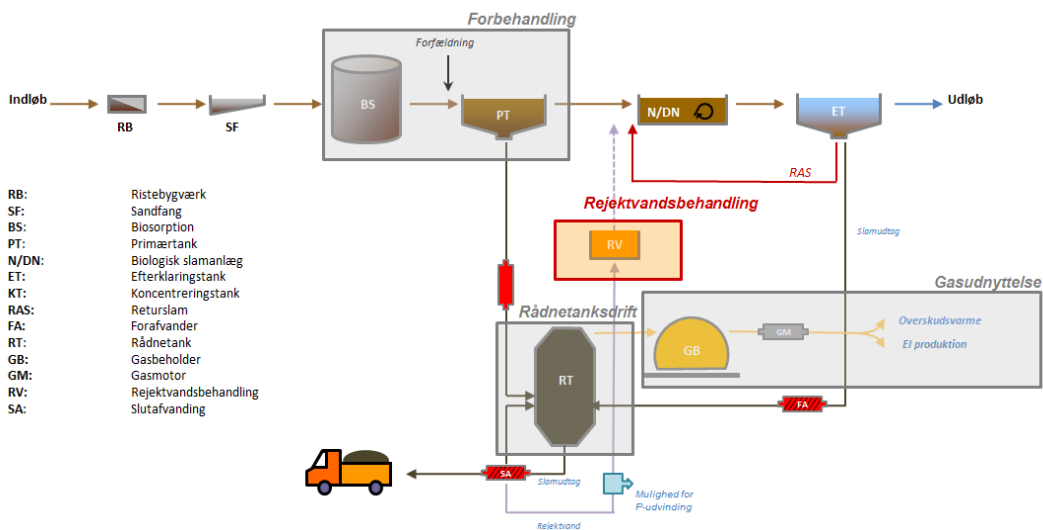 Forbehandling
Forfældning
Indløb
BS
PT
N/DN
ET
Udløb
RB
SF
RAS
RB: Ristebygværk
SF: Sandfang
BS: Biosorption
PT: Primærtank
N/DN: Biologisk slamanlæg
ET: Efterklaringstank
KT: Koncentreringstank
RAS: Returslam
FA: Forafvander
RT: Rådnetank
GB: Gasbeholder
GM: Gasmotor
RV: Rejektvandsbehandling
SA: Slutafvanding
Rejektvandsbehandling
RV
Slamudtag
Gasudnyttelse
Rådnetanksdrift
Overskudsvarme
GM
El produktion
GB
RT
FA
SA
Slamudtag
Mulighed for
P-udvinding
Rejektvand